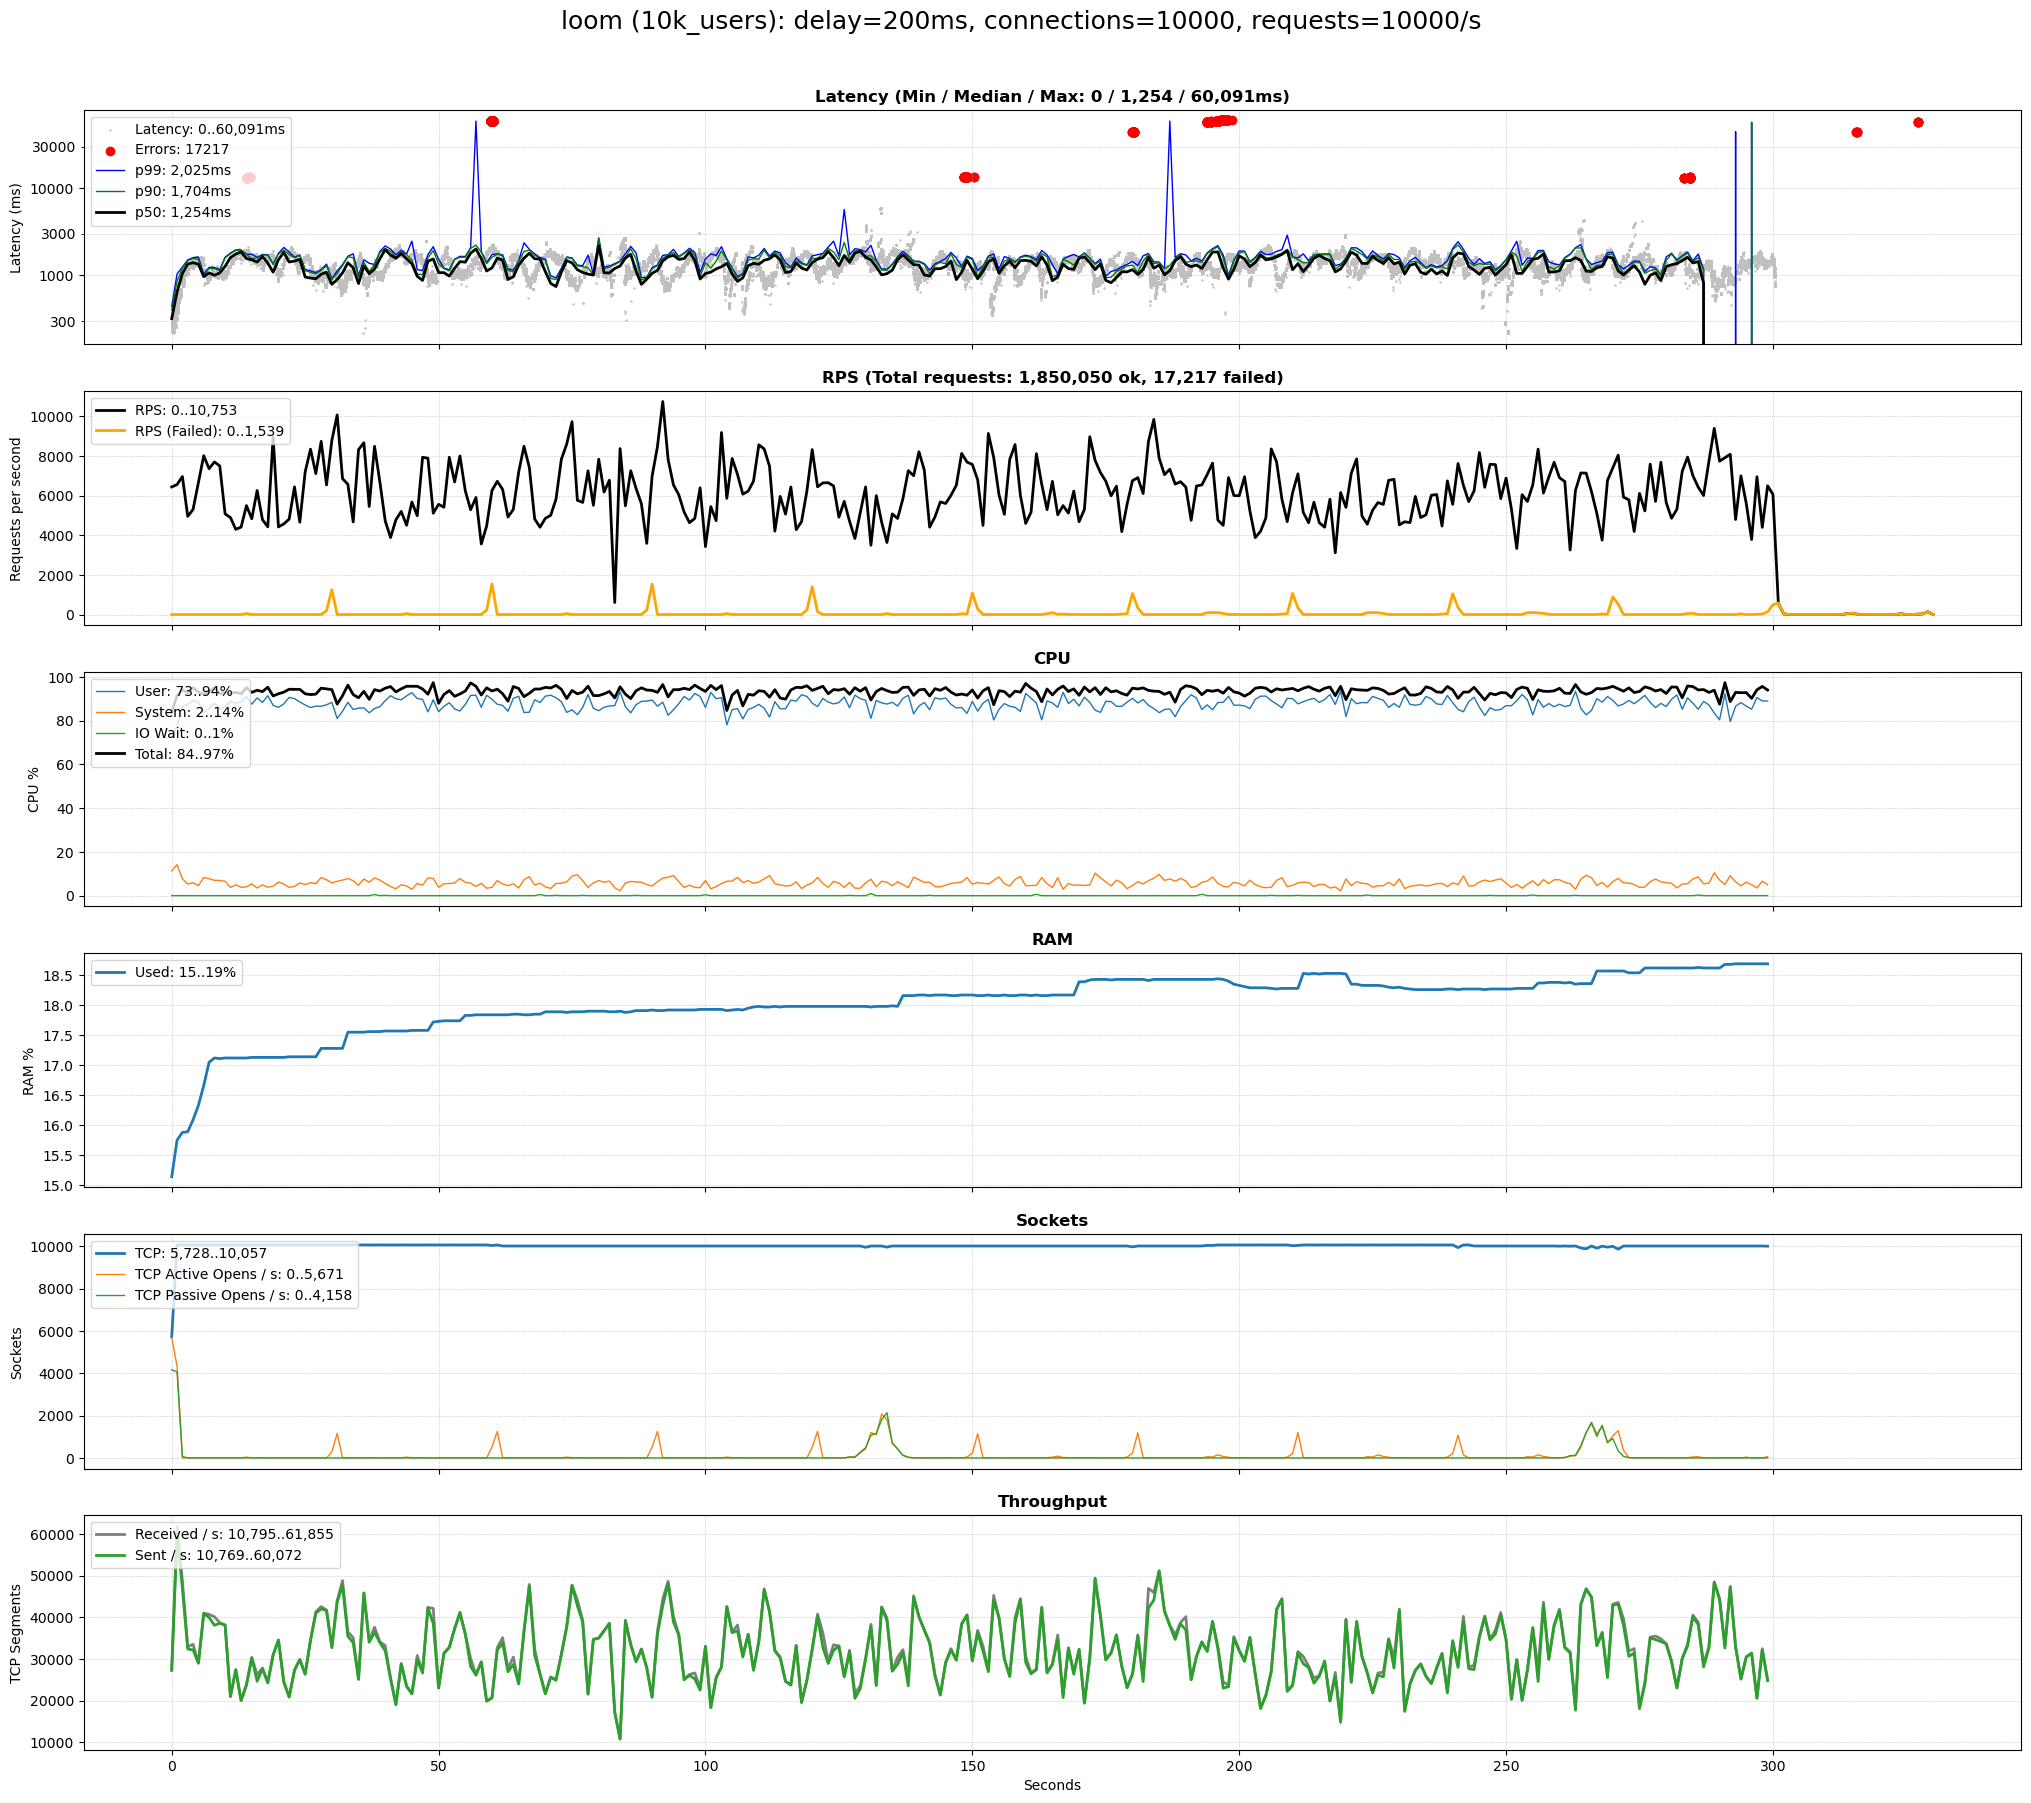 loom (10k_users): delay=200ms, connections=10000, requests=10000/s
Latency (Min / Median / Max: 0 / 1,254 / 60,091ms)
Latency (ms)
30000
10000
3000
1000
300
Latency: 0..60,091ms
Errors: 17217
p99: 2,025ms
p90: 1,704ms
p50: 1,254ms
RPS (Total requests: 1,850,050 ok, 17,217 failed)
Requests per second
10000
8000
6000
4000
2000
0
RPS: 0..10,753
RPS (Failed): 0..1,539
CPU
CPU %
100
80
60
40
20
0
User: 73..94%
System: 2..14%
IO Wait: 0..1%
Total: 84..97%
RAM
RAM %
18.5
18.0
17.5
17.0
16.5
16.0
15.5
15.0
Used: 15..19%
Sockets
Sockets
10000
8000
6000
4000
2000
0
TCP: 5,728..10,057
TCP Active Opens / s: 0..5,671
TCP Passive Opens / s: 0..4,158
Throughput
TCP Segments
60000
50000
40000
30000
20000
10000
Received / s: 10,795..61,855
Sent / s: 10,769..60,072
0 50 100 150 200 250 300
Seconds